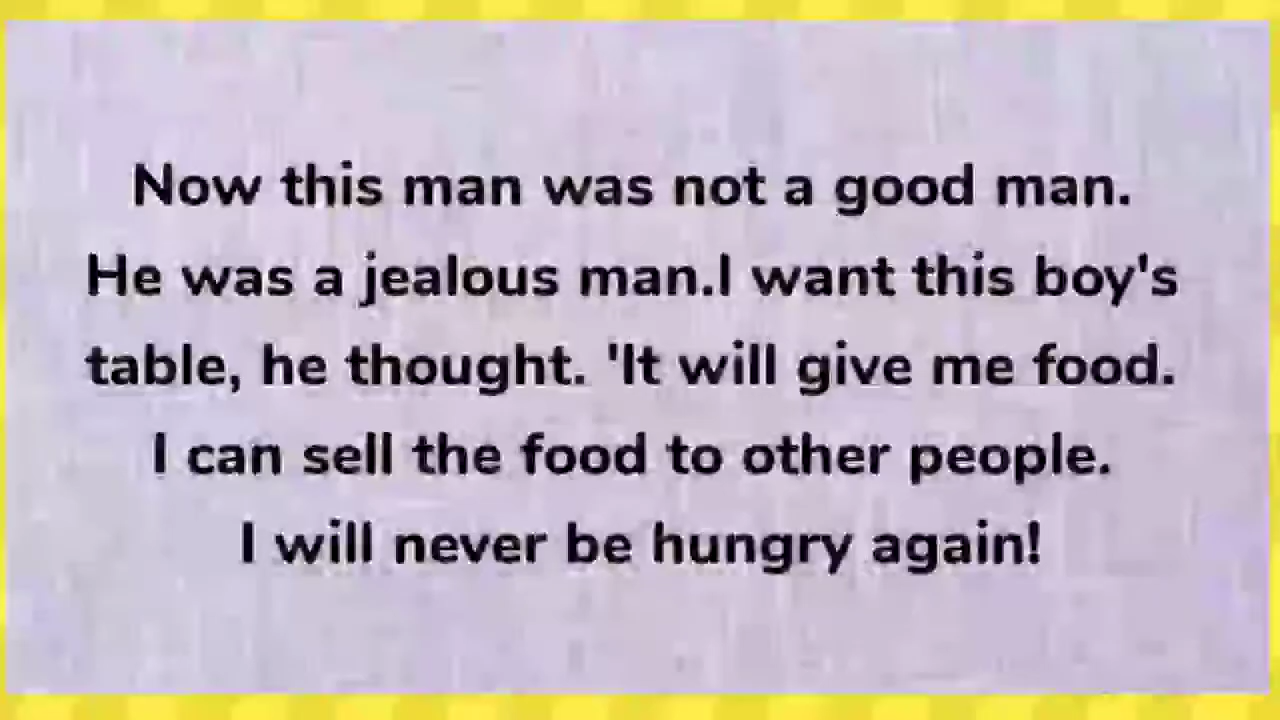 Now this man was not a good man.
He was a jealous man.I want this boy's
table, he thought. 'It will give me food.
I can sell the food to other people.
I will never be hungry again!